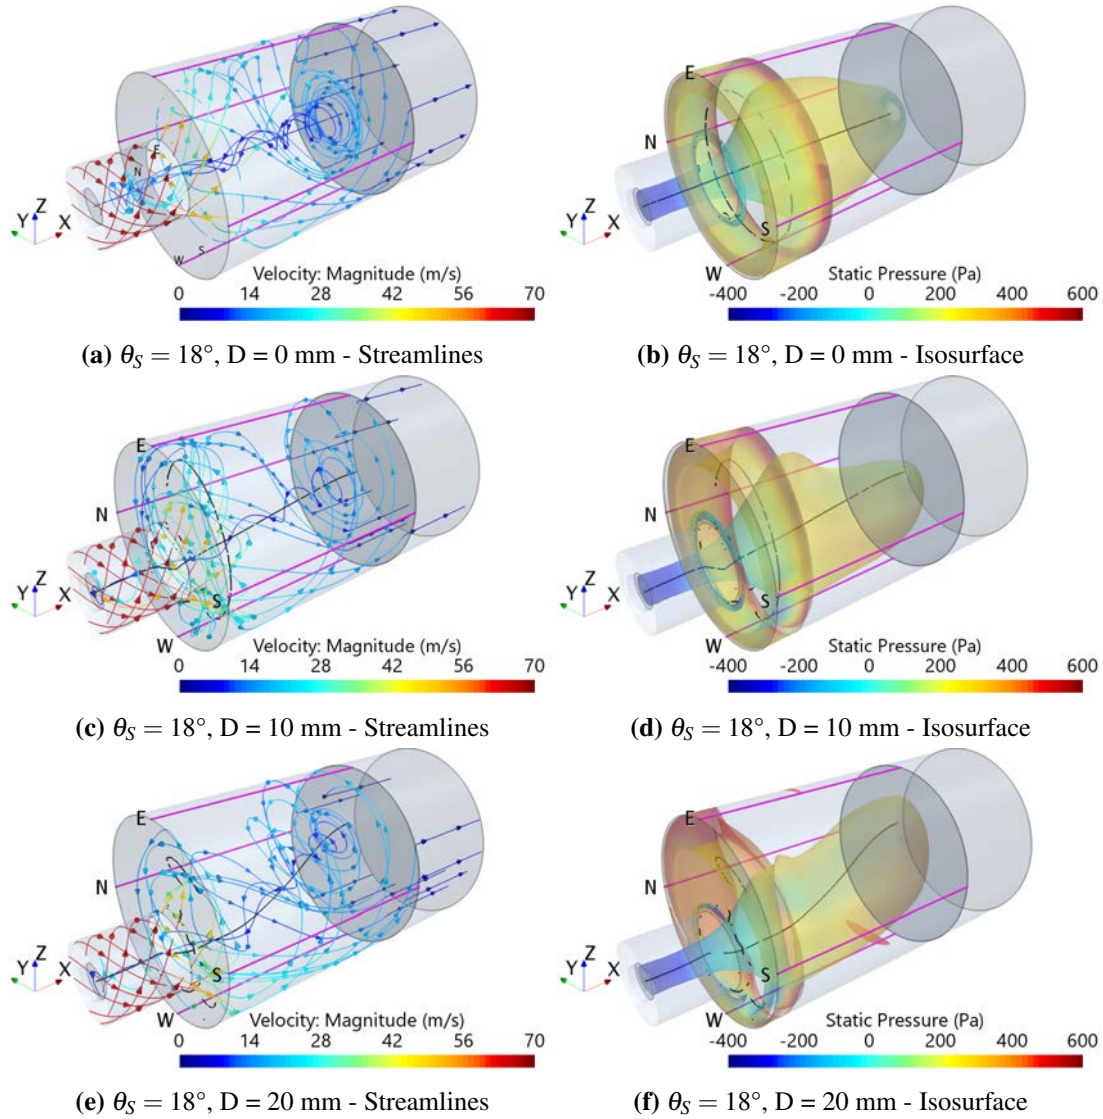 E
N
E N
W S
S
W
Z
Y X
Z
Y X
Velocity: Magnitude (m/s)
0 14 28 42 56 70
Static Pressure (Pa)
-400 -200 0 200 400 600
(a) θS = 18°, D = 0 mm - Streamlines
(b) θS = 18°, D = 0 mm - Isosurface
E
N
S
W
E
N
S
W
Z
Y X
Z
Y X
Velocity: Magnitude (m/s)
0 14 28 42 56 70
Static Pressure (Pa)
-400 -200 0 200 400 600
(c) θS = 18°, D = 10 mm - Streamlines
(d) θS = 18°, D = 10 mm - Isosurface
E
N
S
W
E
N
S
W
Z
Y X
Z
Y X
Velocity: Magnitude (m/s)
0 14 28 42 56 70
Static Pressure (Pa)
-400 -200 0 200 400 600
(e) θS = 18°, D = 20 mm - Streamlines
(f) θS = 18°, D = 20 mm - Isosurface